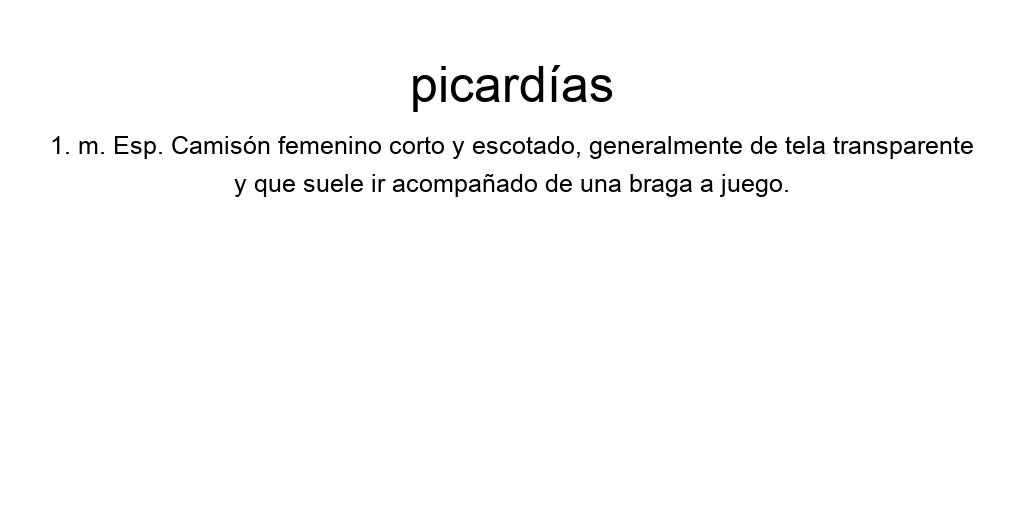 picardías
1. m. Esp. Camisón femenino corto y escotado, generalmente de tela transparente
y que suele ir acompañado de una braga a juego.